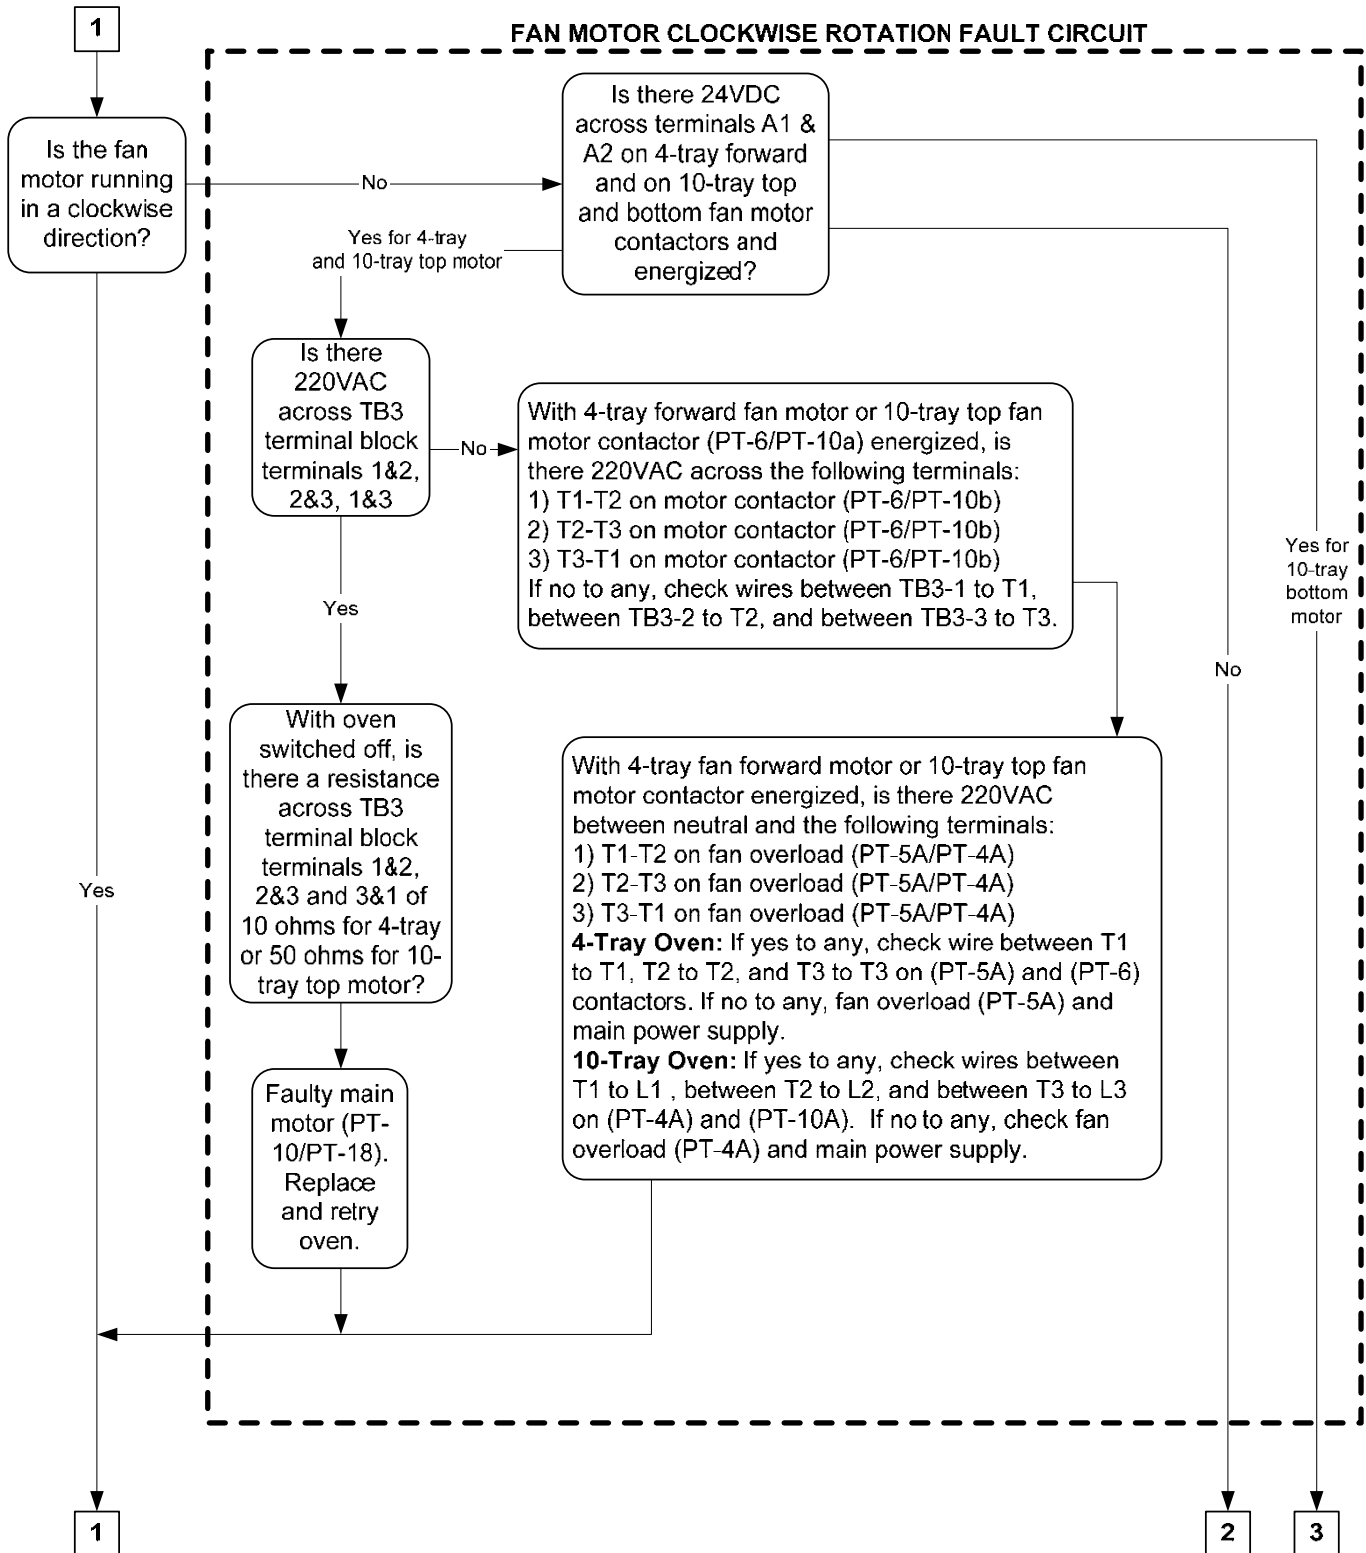 1
FAN MOTOR CLOCKWISE ROTATION FAULT CIRCUIT
Is the fan
motor running
in a clockwise
direction?
No
Is there 24VDC
across terminals A1 &
A2 on 4-tray forward
and on 10-tray top
and bottom fan motor
contactors and
energized?
Yes for 4-tray
and 10-tray top motor
Is there
220VAC
across TB3
terminal block
terminals 1&2,
2&3, 1&3
No
With 4-tray forward fan motor or 10-tray top fan
motor contactor (PT-6/PT-10a) energized, is
there 220VAC across the following terminals:
1) T1-T2 on motor contactor (PT-6/PT-10b)
2) T2-T3 on motor contactor (PT-6/PT-10b)
3) T3-T1 on motor contactor (PT-6/PT-10b)
If no to any, check wires between TB3-1 to T1,
between TB3-2 to T2, and between TB3-3 to T3.
Yes for
10-tray
bottom
motor
Yes
No
With oven
switched off, is
there a resistance
across TB3
terminal block
terminals 1&2,
2&3 and 3&1 of
10 ohms for 4-tray
or 50 ohms for 10-
tray top motor?
With 4-tray fan forward motor or 10-tray top fan
motor contactor energized, is there 220VAC
between neutral and the following terminals:
1) T1-T2 on fan overload (PT-5A/PT-4A)
2) T2-T3 on fan overload (PT-5A/PT-4A)
3) T3-T1 on fan overload (PT-5A/PT-4A)
4-Tray Oven: If yes to any, check wire between T1
to T1, T2 to T2, and T3 to T3 on (PT-5A) and (PT-6)
contactors. If no to any, fan overload (PT-5A) and
main power supply.
10-Tray Oven: If yes to any, check wires between
T1 to L1 , between T2 to L2, and between T3 to L3
on (PT-4A) and (PT-10A).  If no to any, check fan
overload (PT-4A) and main power supply.
Yes
Faulty main
motor (PT-
10/PT-18).
Replace
and retry
oven.
1
2
3